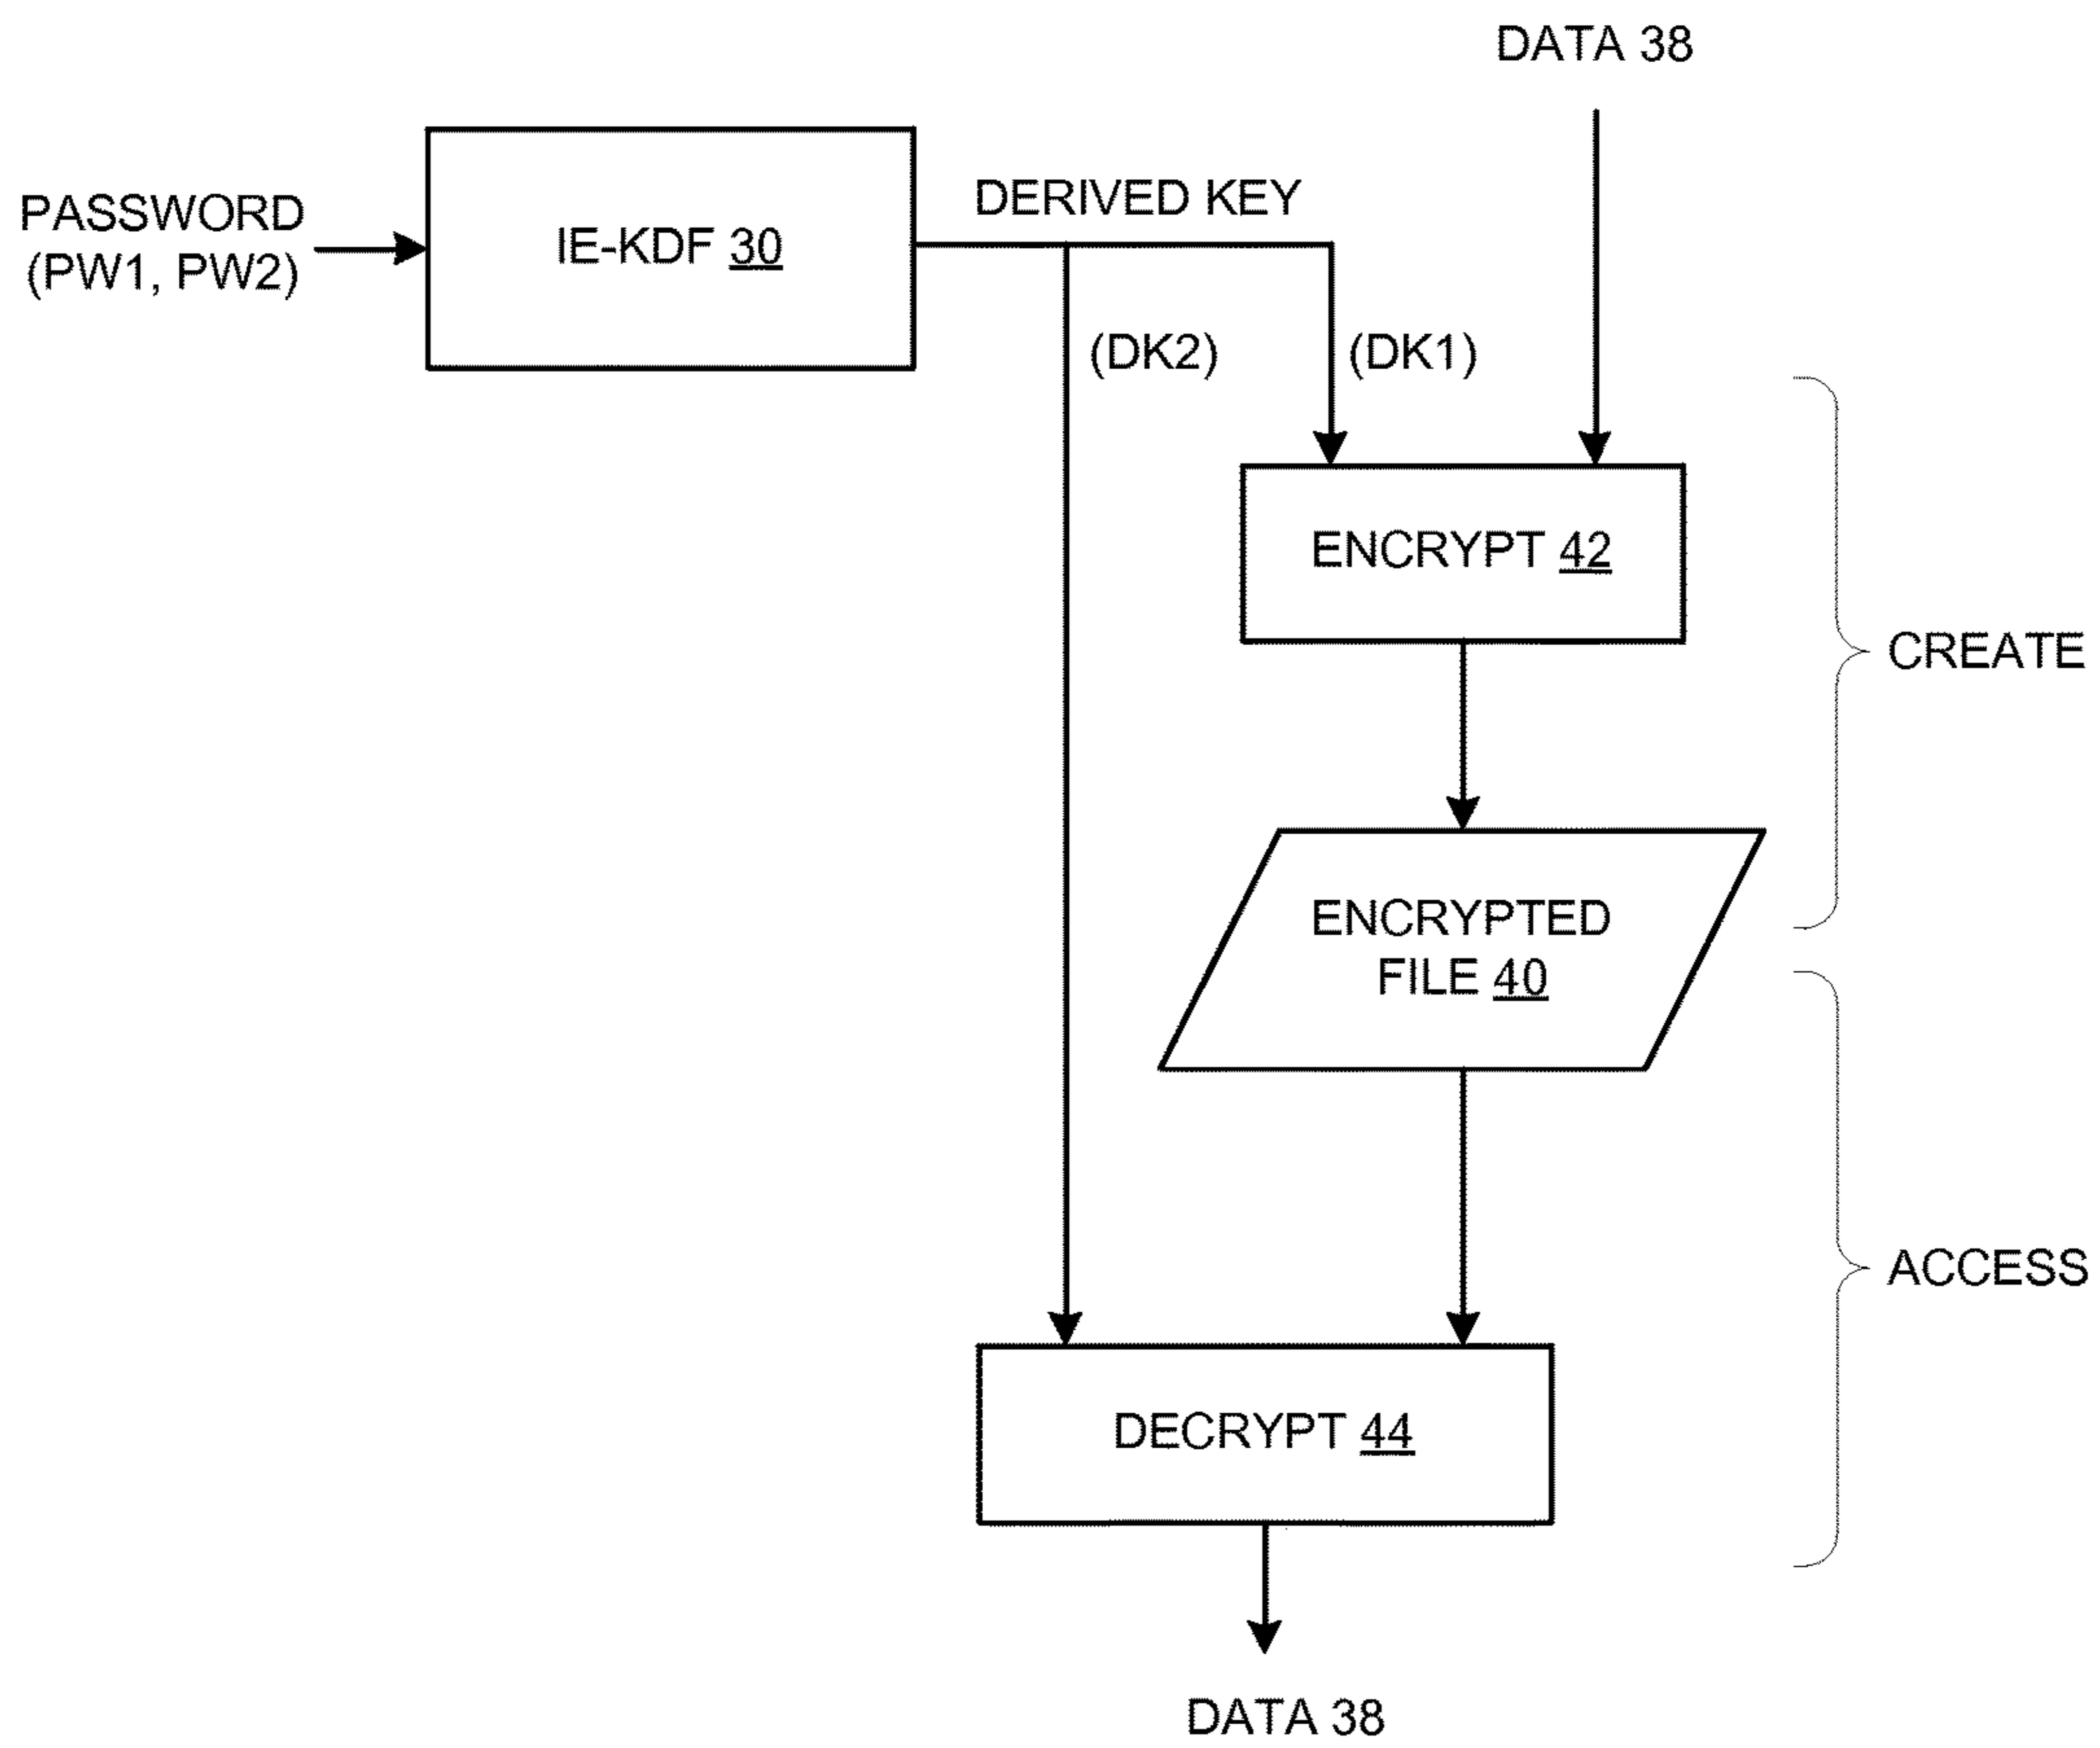 DATA 38
PASSWORD
(PW1, PW2)
IE-KDF 30
DERIVED KEY
(DK2)
(DK1)
ENCRYPT 42
CREATE
ENCRYPTED
FILE 40
ACCESS
DECRYPT 44
DATA 38